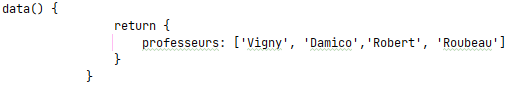 data() {
return {
professeurs: ['Vigny', 'Damico','Robert', 'Roubeau']
}
}